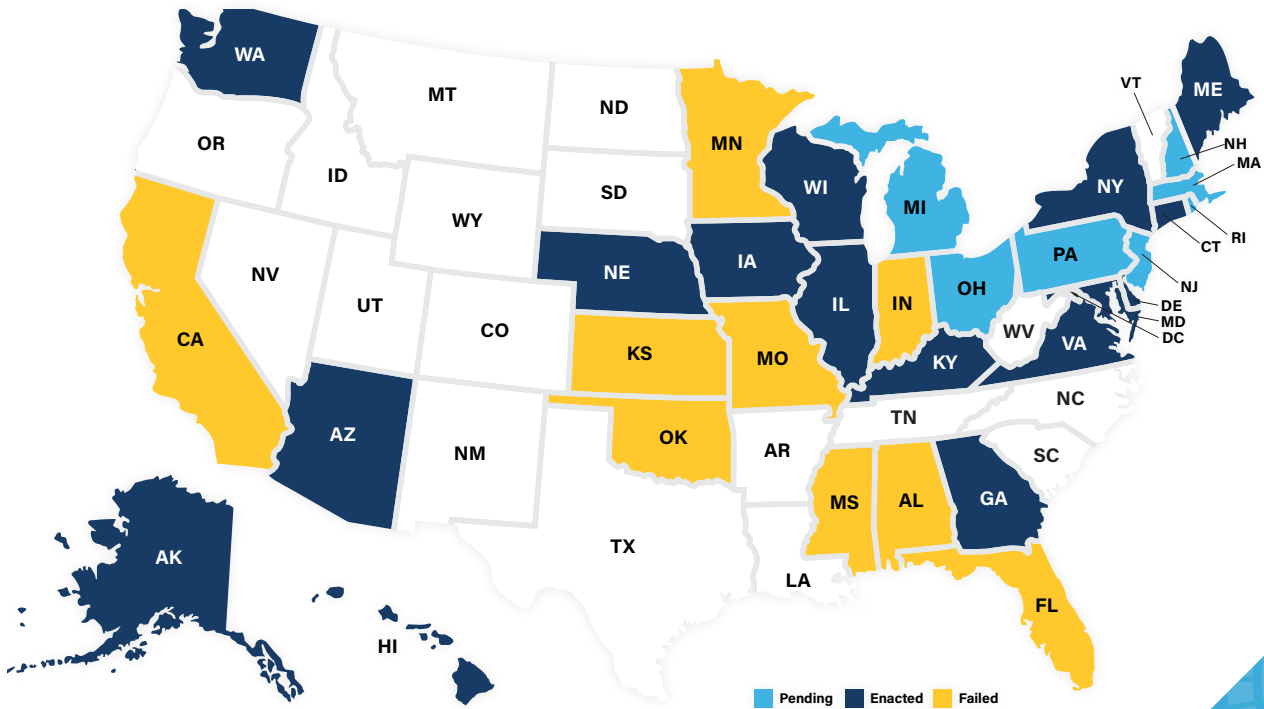 WA
MT
ND
MN
VT
ME
OR
ID
SD
WI
MI
NY
NH
MA
WY
RI
CT
NV
UT
NE
IA
PA
NJ
CO
IL
IN
OH
DE
MD
DC
CA
KS
MO
WV
VA
KY
AZ
NM
OK
AR
TN
NC
SC
MS
AL
GA
TX
LA
AK
HI
FL
Pending
Enacted
Failed